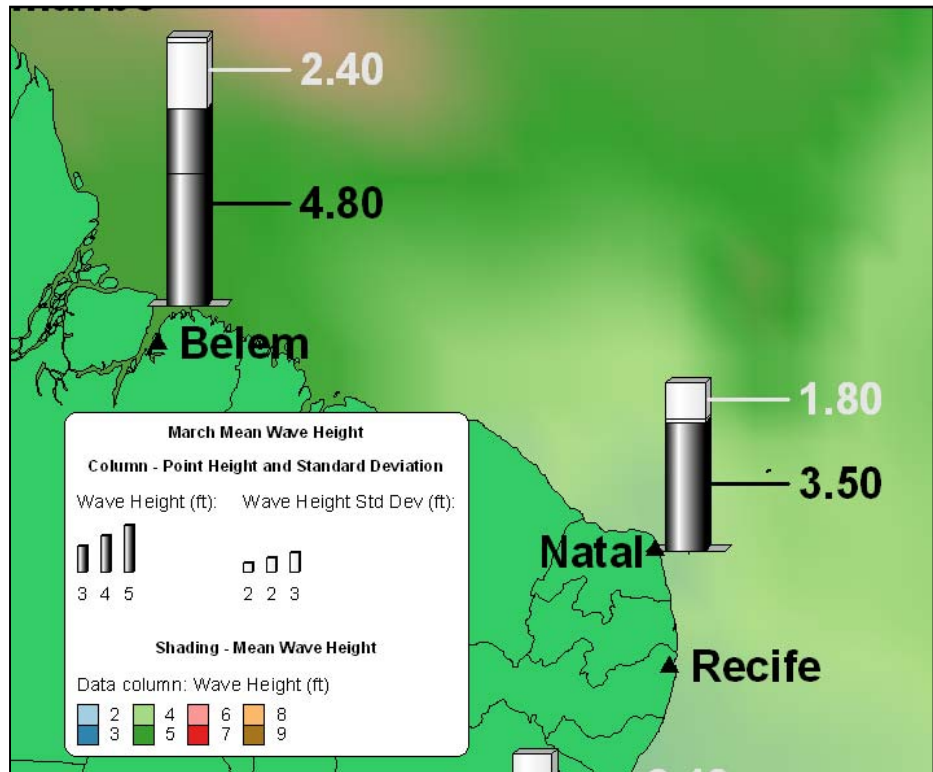 2.40
4.80
Belem
1.80
3.50
Natal
Recife
March Mean Wave Height
Column - Point Height and Standard Deviation
Wave Height (ft): Wave Height Std Dev (ft):
3 4 5 2 2 3
Shading - Mean Wave Height
Data column: Wave Height (ft)
2 4 6 8
3 5 7 9